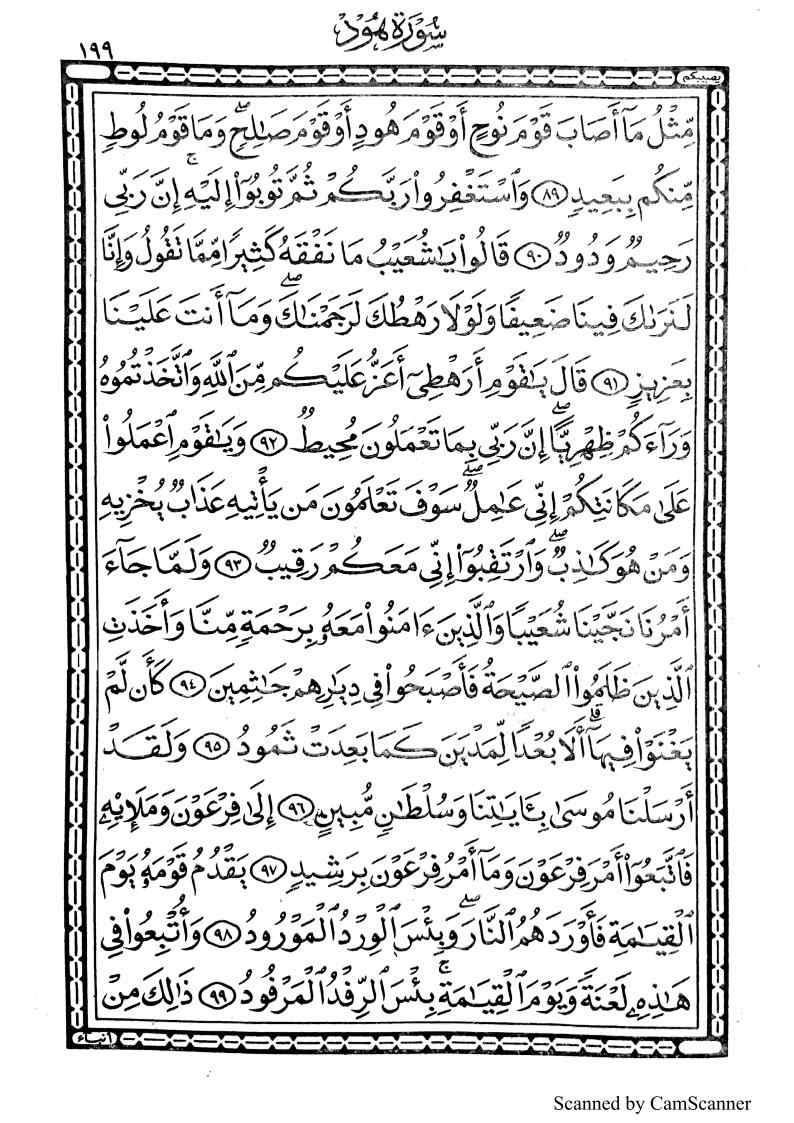 سورة هود
١٩٩
يصيبكم
مِّثۡلُ مَآ أَصَابَ قَوۡمَ نُوحٍ أَوۡ قَوۡمَ هُودٍ أَوۡ قَوۡمَ صَٰلِحٖۚ وَمَا قَوۡمُ لُوطٖ
مِّنكُم بِبَعِيدٖ ٨٩ وَٱسۡتَغۡفِرُواْ رَبَّكُمۡ ثُمَّ تُوبُوٓاْ إِلَيۡهِۚ إِنَّ رَبِّي
رَحِيمٞ وَدُودٞ ٩٠ قَالُواْ يَٰشُعَيۡبُ مَا نَفۡقَهُ كَثِيرٗا مِّمَّا تَقُولُ وَإِنَّا
لَنَرَىٰكَ فِينَا ضَعِيفٗاۖ وَلَوۡلَا رَهۡطُكَ لَرَجَمۡنَٰكَۖ وَمَآ أَنتَ عَلَيۡنَا
بِعَزِيزٖ ٩١ قَالَ يَٰقَوۡمِ أَرَهۡطِيٓ أَعَزُّ عَلَيۡكُم مِّنَ ٱللَّهِ وَٱتَّخَذۡتُمُوهُ
وَرَآءَكُمۡ ظِهۡرِيًّاۖ إِنَّ رَبِّي بِمَا تَعۡمَلُونَ مُحِيطٞ ٩٢ وَيَٰقَوۡمِ ٱعۡمَلُواْ
عَلَىٰ مَكَانَتِكُمۡ إِنِّي عَٰمِلٞۖ سَوۡفَ تَعۡلَمُونَ مَن يَأۡتِيهِ عَذَابٞ يُخۡزِيهِ
وَمَنۡ هُوَ كَٰذِبٞۖ وَٱرۡتَقِبُوٓاْ إِنِّي مَعَكُمۡ رَقِيبٞ ٩٣ وَلَمَّا جَآءَ
أَمۡرُنَا نَجَّيۡنَا شُعَيۡبٗا وَٱلَّذِينَ ءَامَنُواْ مَعَهُۥ بِرَحۡمَةٖ مِّنَّا وَأَخَذَتِ
ٱلَّذِينَ ظَلَمُواْ ٱلصَّيۡحَةُ فَأَصۡبَحُواْ فِي دِيَٰرِهِمۡ جَٰثِمِينَ ٩٤ كَأَن لَّمۡ
يَغۡنَوۡاْ فِيهَآۗ أَلَا بُعۡدٗا لِّمَدۡيَنَ كَمَا بَعِدَتۡ ثَمُودُ ٩٥ وَلَقَدۡ
أَرۡسَلۡنَا مُوسَىٰ بِـَٔايَٰتِنَا وَسُلۡطَٰنٖ مُّبِينٍ ٩٦ إِلَىٰ فِرۡعَوۡنَ وَمَلَإِيْهِۦ
فَٱتَّبَعُوٓاْ أَمۡرَ فِرۡعَوۡنَۖ وَمَآ أَمۡرُ فِرۡعَوۡنَ بِرَشِيدٖ ٩٧ يَقۡدُمُ قَوۡمَهُۥ يَوۡمَ
ٱلۡقِيَٰمَةِ فَأَوۡرَدَهُمُ ٱلنَّارَۖ وَبِئۡسَ ٱلۡوِرۡدُ ٱلۡمَوۡرُودُ ٩٨ وَأُتۡبِعُواْ فِي
هَٰذِهِۦ لَعۡنَةٗ وَيَوۡمَ ٱلۡقِيَٰمَةِۚ بِئۡسَ ٱلرِّفۡدُ ٱلۡمَرۡفُودُ ٩٩ ذَٰلِكَ مِنۡ
أنباء
Scanned by CamScanner